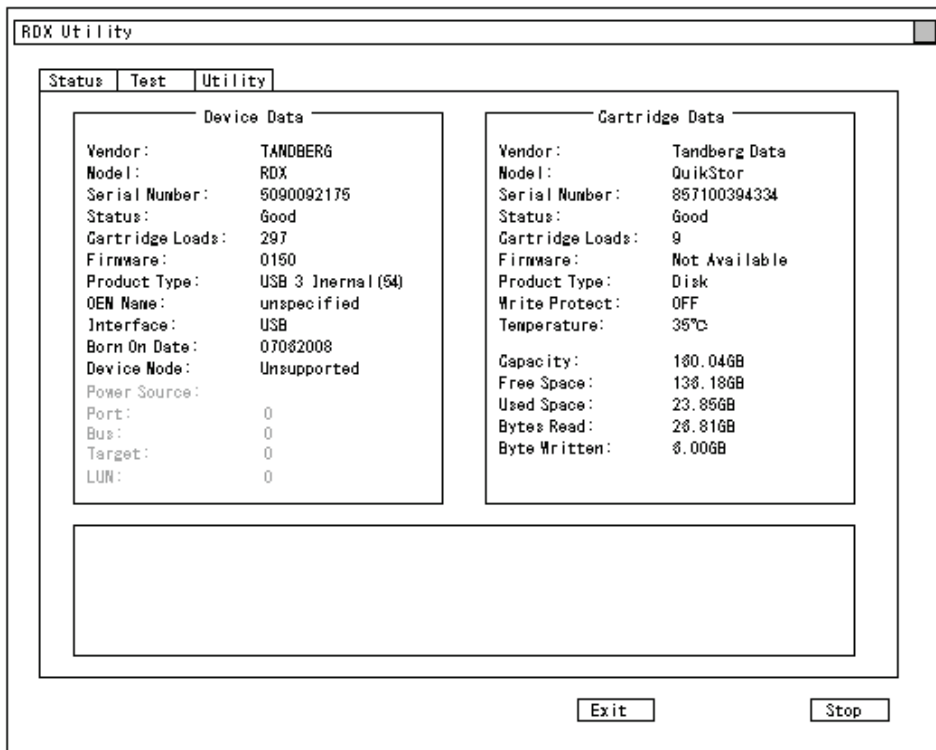 RDX Utility
Status Test Utility
Device Data
Vendor: TANDBERG
Model: RDX
Serial Number: 5090092175
Status: Good
Cartridge Loads: 297
Firmware: 0150
Product Type: USB 3 Inernal(54)
OEM Name: unspecified
Interface: USB
Born On Date: 07062008
Device Mode: Unsupported
Power Source:
Port: 0
Bus: 0
Target: 0
LUN: 0
Cartridge Data
Vendor: Tandberg Data
Model: QuikStor
Serial Number: 857100394334
Status: Good
Cartridge Loads: 9
Firmware: Not Available
Product Type: Disk
Write Protect: OFF
Temperature: 35℃
Capacity: 160.04GB
Free Space: 136.18GB
Used Space: 23.85GB
Bytes Read: 26.81GB
Byte Written: 6.00GB
Exit Stop